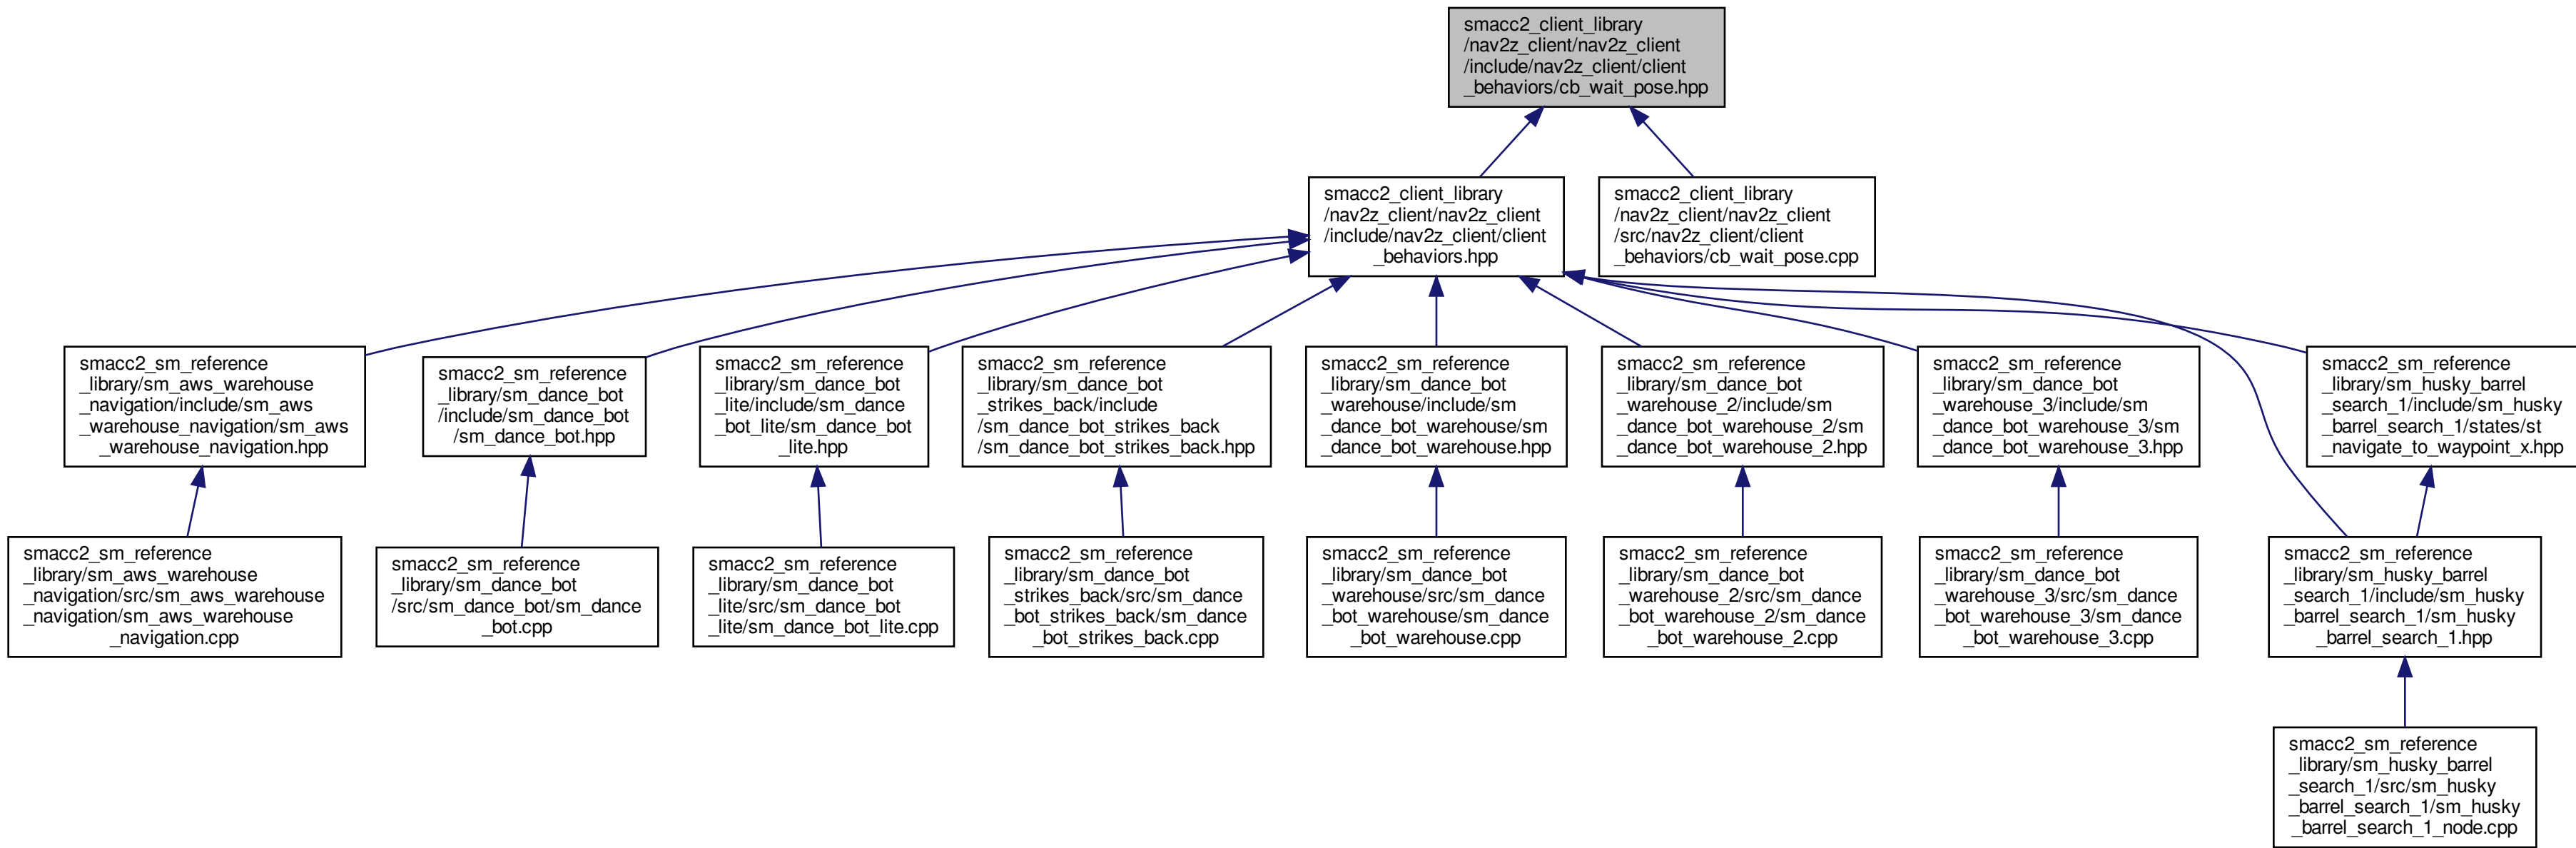 smacc2_client_library
/nav2z_client/nav2z_client
/include/nav2z_client/client
_behaviors/cb_wait_pose.hpp
smacc2_client_library
/nav2z_client/nav2z_client
/include/nav2z_client/client
_behaviors.hpp
smacc2_client_library
/nav2z_client/nav2z_client
/src/nav2z_client/client
_behaviors/cb_wait_pose.cpp
smacc2_sm_reference
_library/sm_aws_warehouse
_navigation/include/sm_aws
_warehouse_navigation/sm_aws
_warehouse_navigation.hpp
smacc2_sm_reference
_library/sm_dance_bot
/include/sm_dance_bot
/sm_dance_bot.hpp
smacc2_sm_reference
_library/sm_dance_bot
_lite/include/sm_dance
_bot_lite/sm_dance_bot
_lite.hpp
smacc2_sm_reference
_library/sm_dance_bot
_strikes_back/include
/sm_dance_bot_strikes_back
/sm_dance_bot_strikes_back.hpp
smacc2_sm_reference
_library/sm_dance_bot
_warehouse/include/sm
_dance_bot_warehouse/sm
_dance_bot_warehouse.hpp
smacc2_sm_reference
_library/sm_dance_bot
_warehouse_2/include/sm
_dance_bot_warehouse_2/sm
_dance_bot_warehouse_2.hpp
smacc2_sm_reference
_library/sm_dance_bot
_warehouse_3/include/sm
_dance_bot_warehouse_3/sm
_dance_bot_warehouse_3.hpp
smacc2_sm_reference
_library/sm_husky_barrel
_search_1/include/sm_husky
_barrel_search_1/states/st
_navigate_to_waypoint_x.hpp
smacc2_sm_reference
_library/sm_aws_warehouse
_navigation/src/sm_aws_warehouse
_navigation/sm_aws_warehouse
_navigation.cpp
smacc2_sm_reference
_library/sm_dance_bot
/src/sm_dance_bot/sm_dance
_bot.cpp
smacc2_sm_reference
_library/sm_dance_bot
_lite/src/sm_dance_bot
_lite/sm_dance_bot_lite.cpp
smacc2_sm_reference
_library/sm_dance_bot
_strikes_back/src/sm_dance
_bot_strikes_back/sm_dance
_bot_strikes_back.cpp
smacc2_sm_reference
_library/sm_dance_bot
_warehouse/src/sm_dance
_bot_warehouse/sm_dance
_bot_warehouse.cpp
smacc2_sm_reference
_library/sm_dance_bot
_warehouse_2/src/sm_dance
_bot_warehouse_2/sm_dance
_bot_warehouse_2.cpp
smacc2_sm_reference
_library/sm_dance_bot
_warehouse_3/src/sm_dance
_bot_warehouse_3/sm_dance
_bot_warehouse_3.cpp
smacc2_sm_reference
_library/sm_husky_barrel
_search_1/include/sm_husky
_barrel_search_1/sm_husky
_barrel_search_1.hpp
smacc2_sm_reference
_library/sm_husky_barrel
_search_1/src/sm_husky
_barrel_search_1/sm_husky
_barrel_search_1_node.cpp